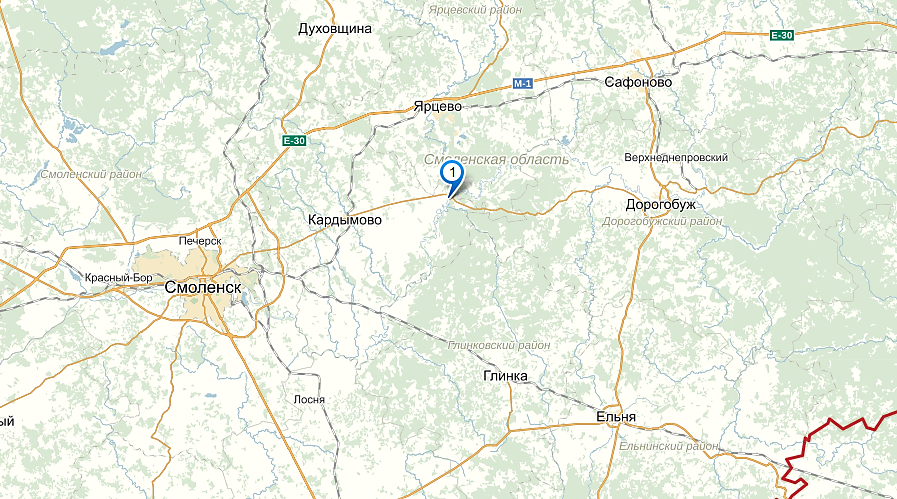 Ярцевский район
Духовщина
E-30
Сафоново
М-1
Ярцево
E-30
Смоленская область
Верхнеднепровский
1
Смоленский район
Дорогобуж
Кардымово
Дорогобужский район
Печерск
Красный-Бор
Смоленск
Глинковский район
Глинка
Лосня
Ельня
ый
Ельнинский район